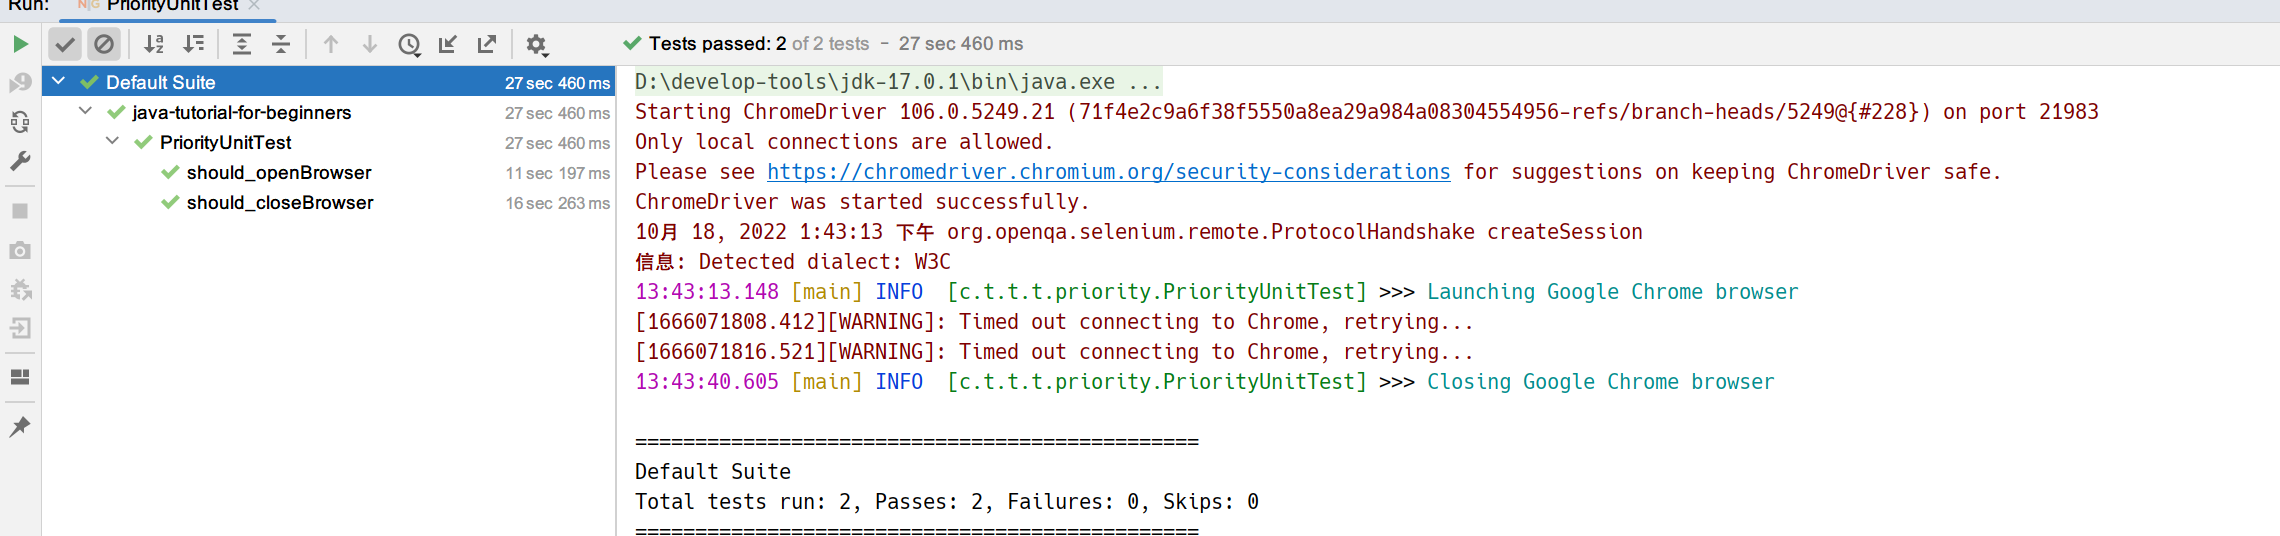 Run: PriorityUnitTest
Tests passed: 2 of 2 tests – 27 sec 460 ms
Default Suite 27 sec 460 ms
java-tutorial-for-beginners 27 sec 460 ms
PriorityUnitTest 27 sec 460 ms
should_openBrowser 11 sec 197 ms
should_closeBrowser 16 sec 263 ms
D:\develop-tools\jdk-17.0.1\bin\java.exe ...
Starting ChromeDriver 106.0.5249.21 (71f4e2c9a6f38f5550a8ea29a984a08304554956-refs/branch-heads/5249@{#228}) on port 21983
Only local connections are allowed.
Please see https://chromedriver.chromium.org/security-considerations for suggestions on keeping ChromeDriver safe.
ChromeDriver was started successfully.
10月 18, 2022 1:43:13 下午 org.openqa.selenium.remote.ProtocolHandshake createSession
信息: Detected dialect: W3C
13:43:13.148 [main] INFO  [c.t.t.t.priority.PriorityUnitTest] >>> Launching Google Chrome browser
[1666071808.412][WARNING]: Timed out connecting to Chrome, retrying...
[1666071816.521][WARNING]: Timed out connecting to Chrome, retrying...
13:43:40.605 [main] INFO  [c.t.t.t.priority.PriorityUnitTest] >>> Closing Google Chrome browser
===============================================
Default Suite
Total tests run: 2, Passes: 2, Failures: 0, Skips: 0
===============================================